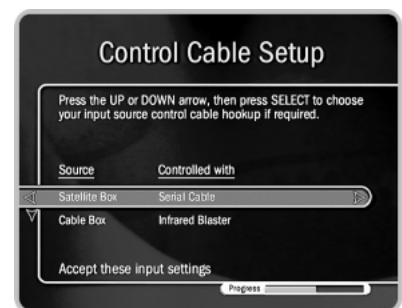 Control Cable Setup
Press the UP or DOWN arrow, then press SELECT to choose
your input source control cable hookup if required.
Source Controlled with
Satellite Box Serial Cable
Cable Box Infrared Blaster
Accept these input settings
Progress